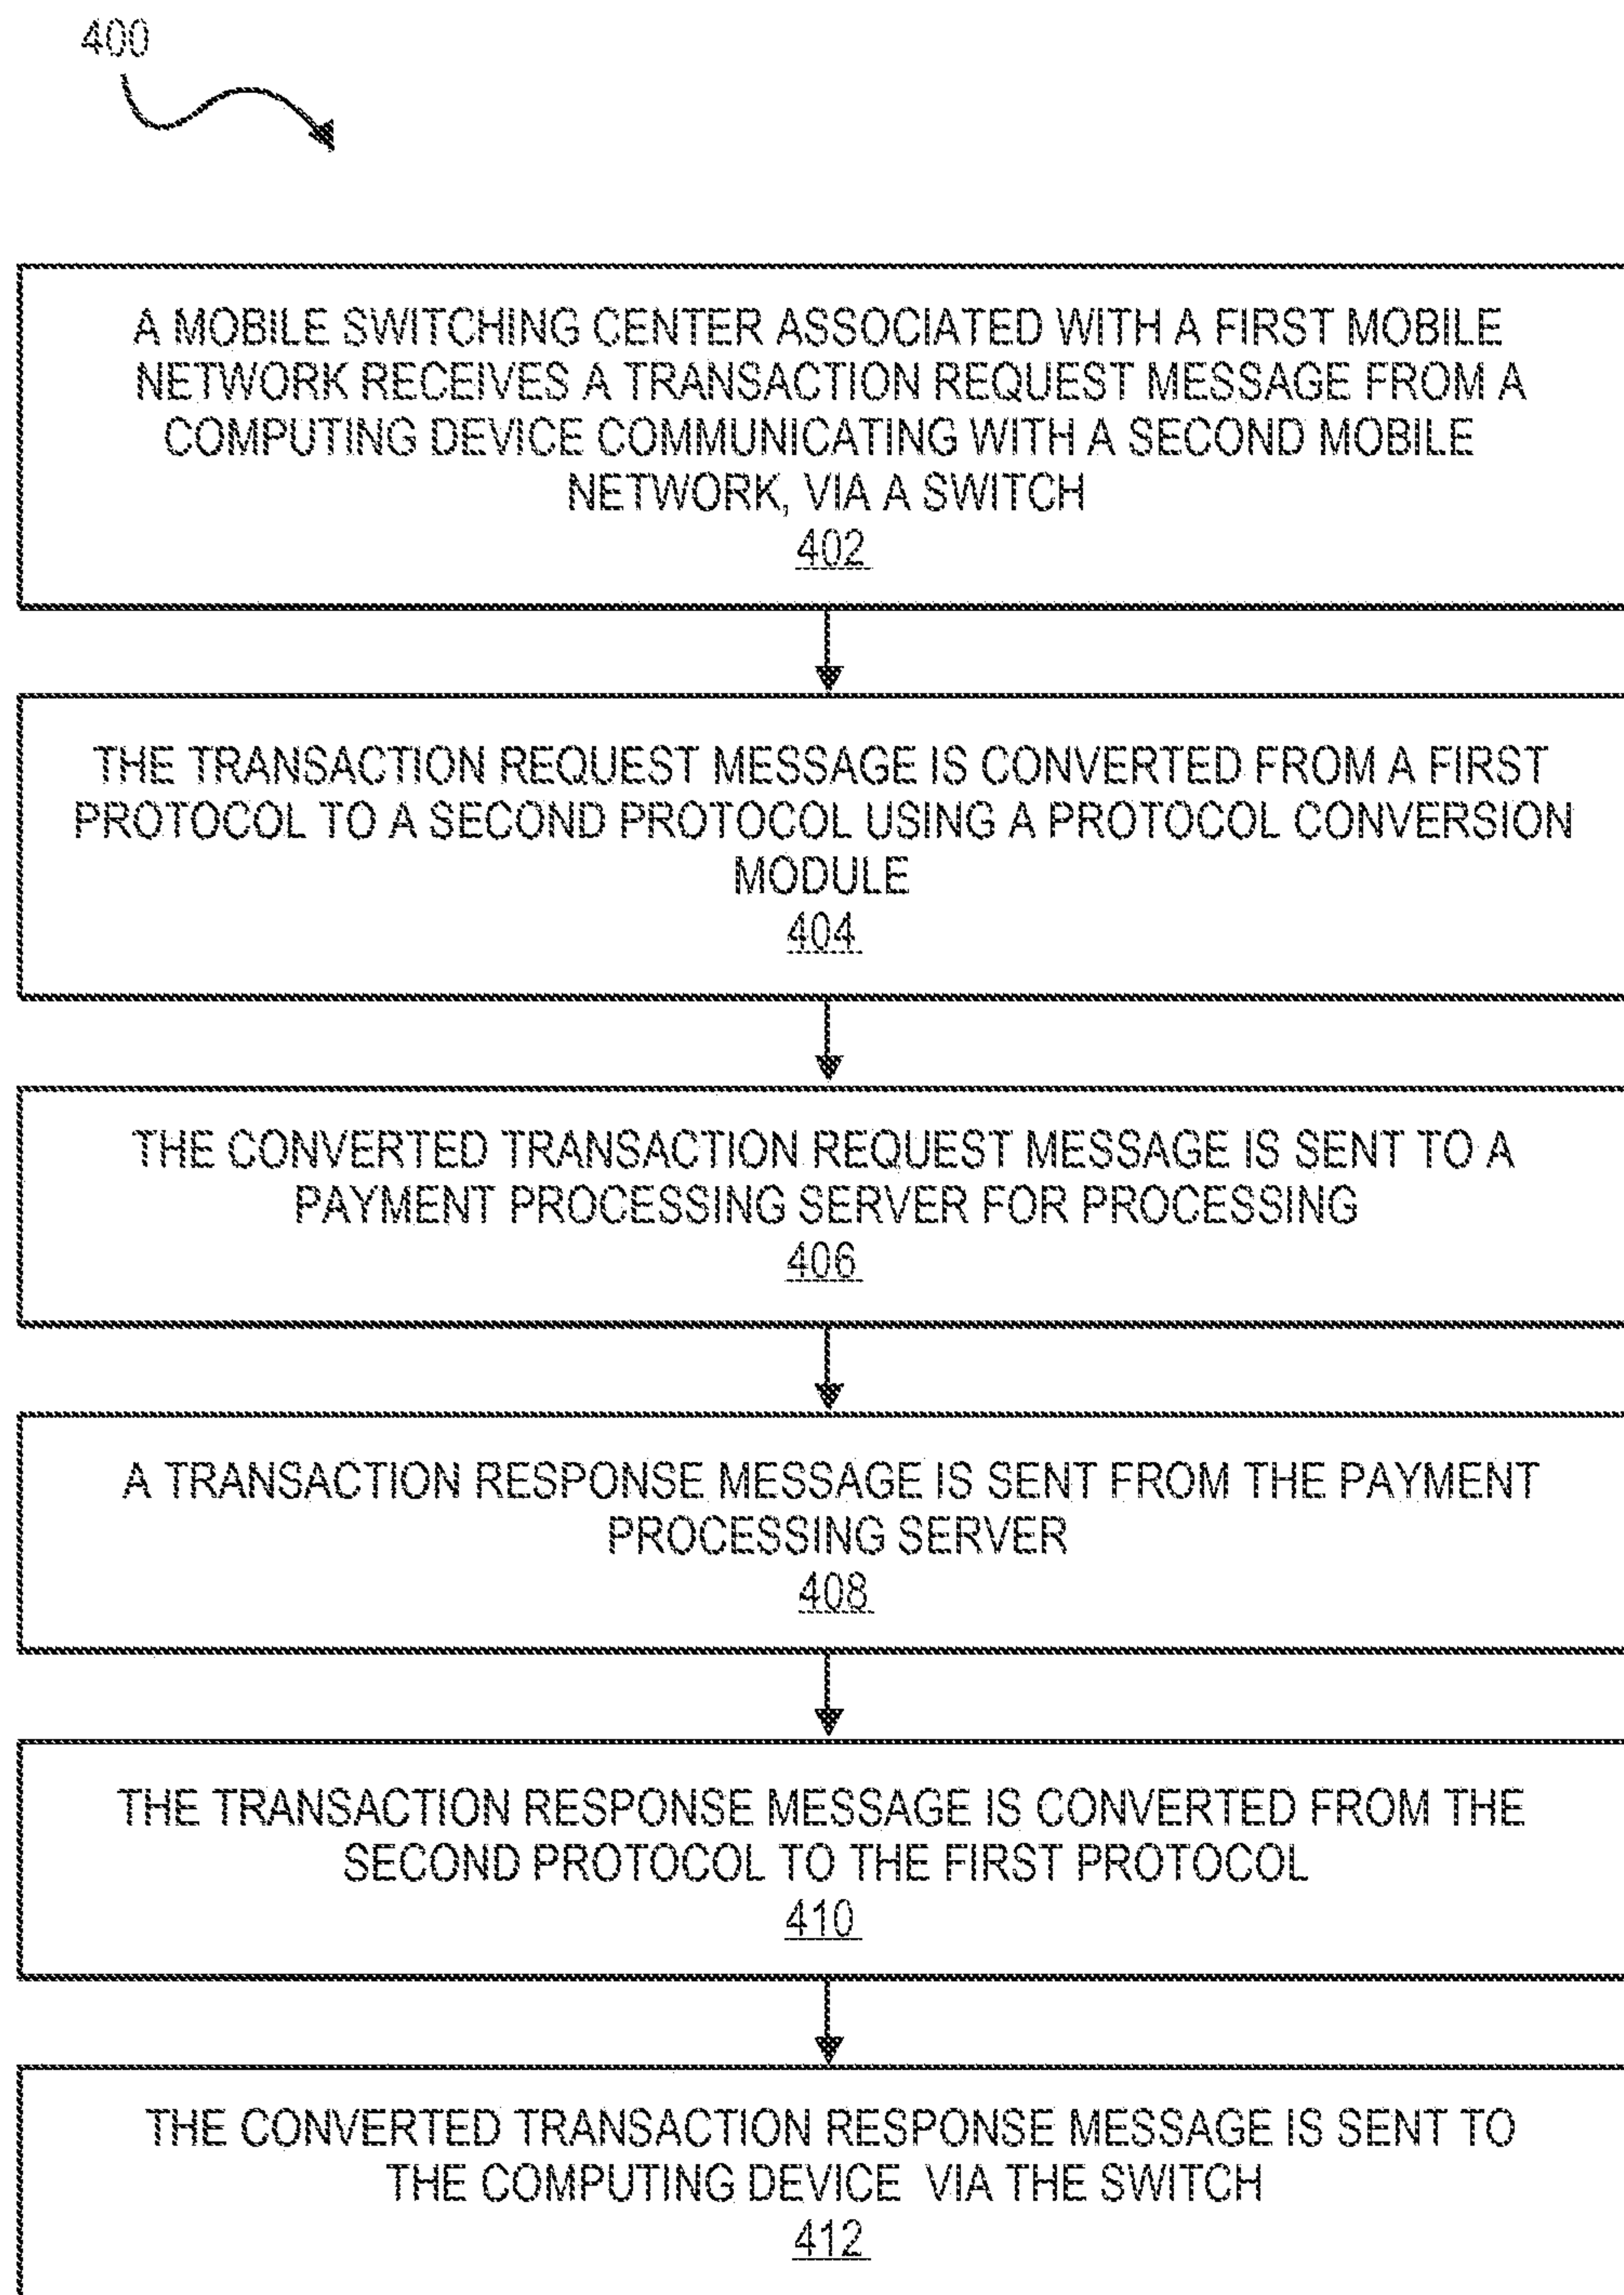 400
A MOBILE SWITCHING CENTER ASSOCIATED WITH A FIRST MOBILE
NETWORK RECEIVES A TRANSACTION REQUEST MESSAGE FROM A
COMPUTING DEVICE COMMUNICATING WITH A SECOND MOBILE
NETWORK, VIA A SWITCH
402
THE TRANSACTION REQUEST MESSAGE IS CONVERTED FROM A FIRST
PROTOCOL TO A SECOND PROTOCOL USING A PROTOCOL CONVERSION
MODULE
404
THE CONVERTED TRANSACTION REQUEST MESSAGE IS SENT TO A
PAYMENT PROCESSING SERVER FOR PROCESSING
406
A TRANSACTION RESPONSE MESSAGE IS SENT FROM THE PAYMENT
PROCESSING SERVER
408
THE TRANSACTION RESPONSE MESSAGE IS CONVERTED FROM THE
SECOND PROTOCOL TO THE FIRST PROTOCOL
410
THE CONVERTED TRANSACTION RESPONSE MESSAGE IS SENT TO
THE COMPUTING DEVICE VIA THE SWITCH
412